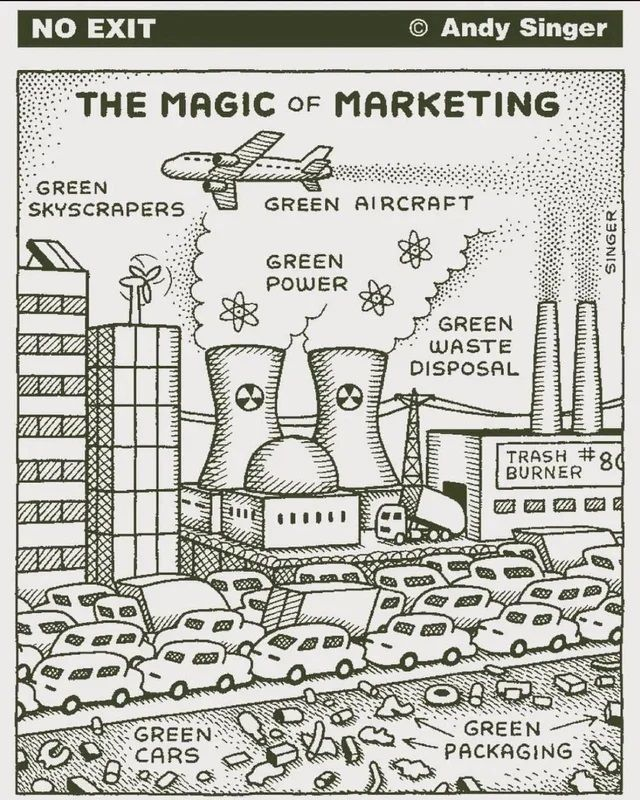 NO EXIT
© Andy Singer
THE MAGIC OF MARKETING
GREEN
SKYSCRAPERS
GREEN AIRCRAFT
GREEN
POWER
SINGER
GREEN
WASTE
DISPOSAL
TRASH # 80
BURNER
GREEN
CARS
GREEN
PACKAGING